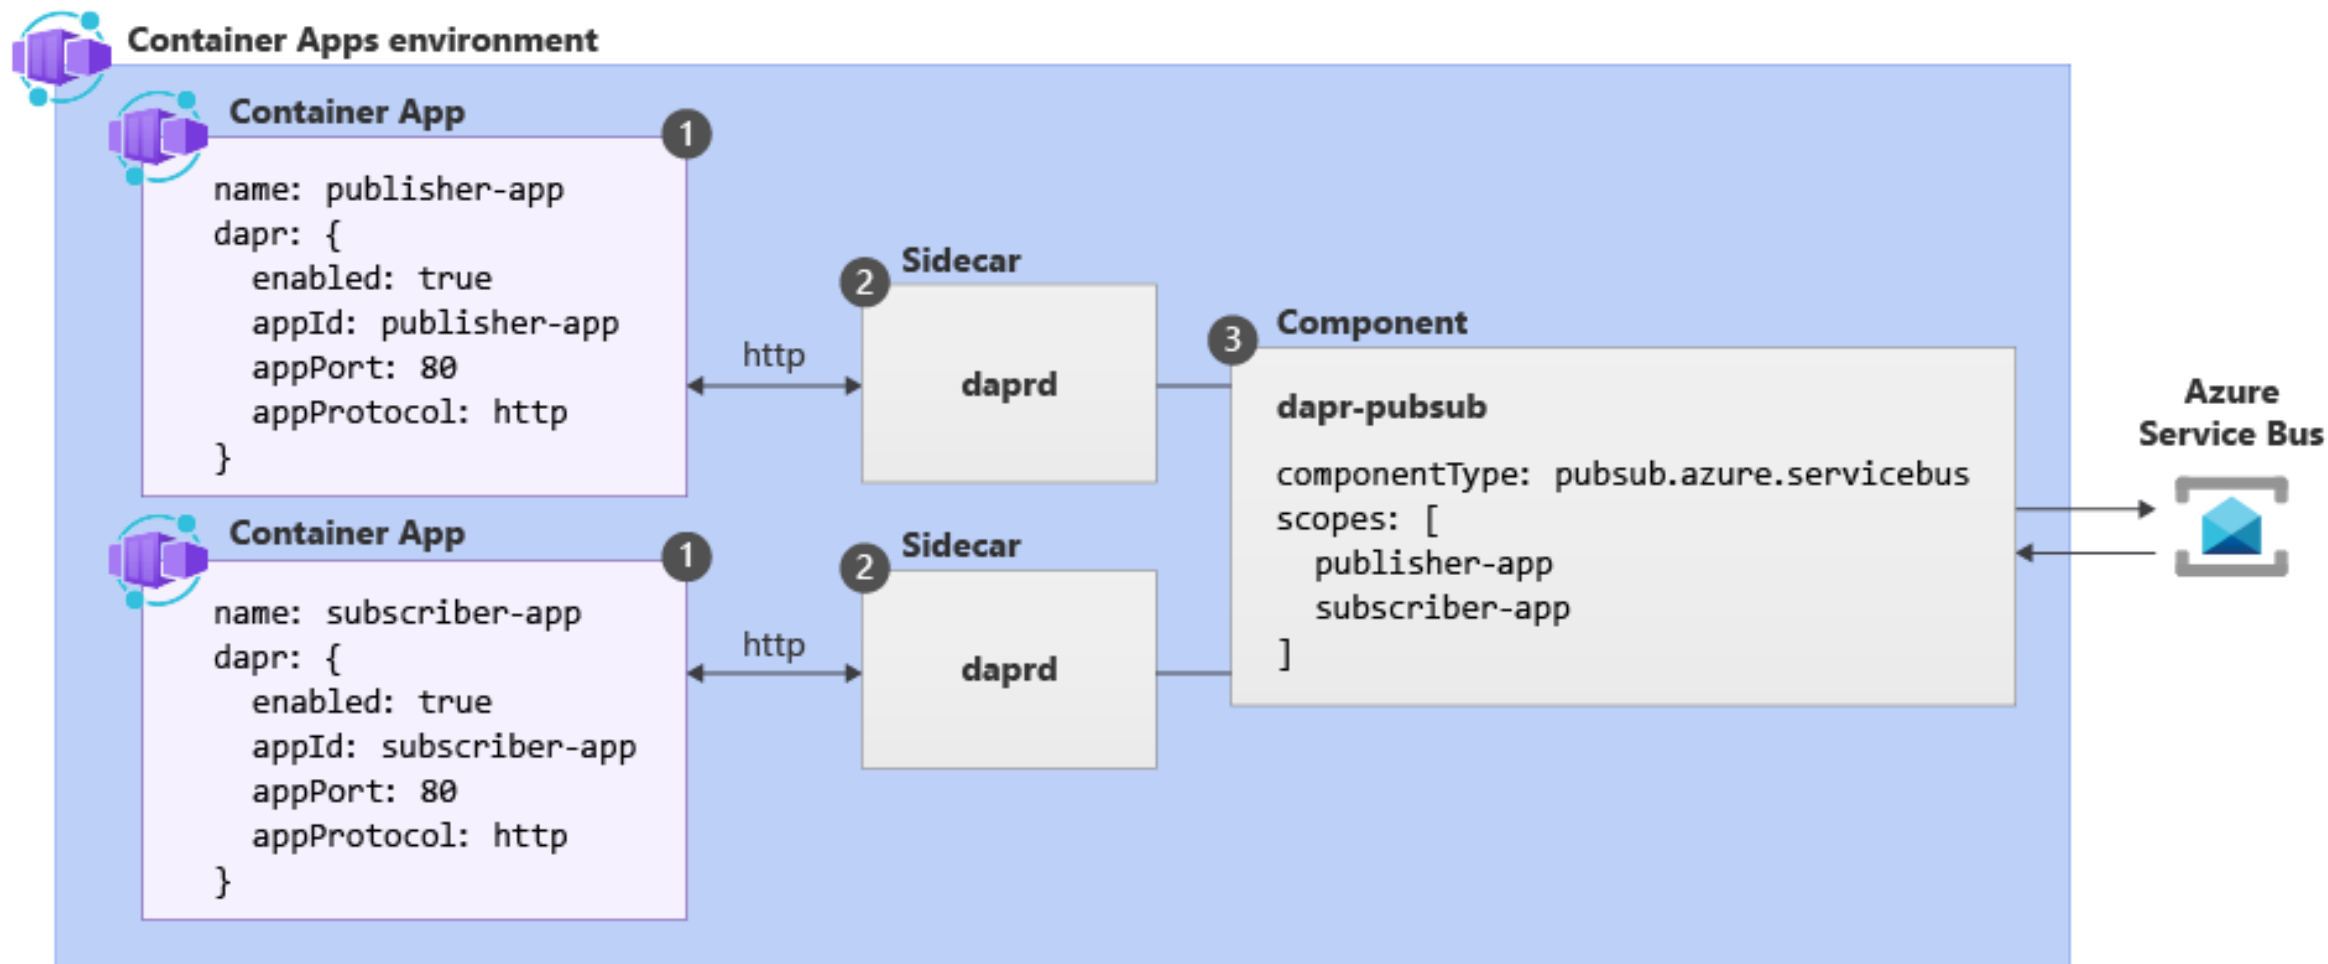 Container Apps environment
Container App
1
name: publisher-app
dapr: {
enabled: true
appId: publisher-app
appPort: 80
appProtocol: http
}
http
2
Sidecar
daprd
Container App
1
name: subscriber-app
dapr: {
enabled: true
appId: subscriber-app
appPort: 80
appProtocol: http
}
http
2
Sidecar
daprd
3
Component
dapr-pubsub
componentType: pubsub.azure.servicebus
scopes: [
publisher-app
subscriber-app
]
Azure
Service Bus